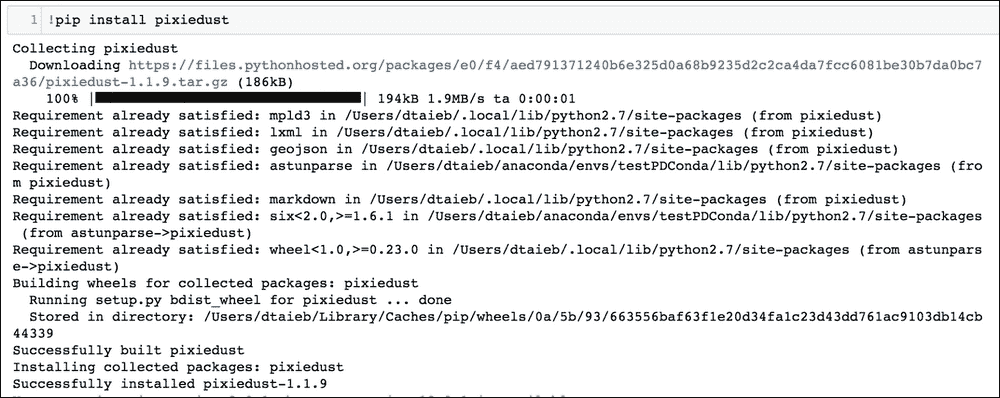 1 !pip install pixiedust
Collecting pixiedust
Downloading https://files.pythonhosted.org/packages/e0/f4/aed791371240b6e325d0a68b9235d2c2ca4da7fcc6081be30b7da0bc7
a36/pixiedust-1.1.9.tar.gz (186kB)
100% || 194kB 1.9MB/s ta 0:00:01
Requirement already satisfied: mpld3 in /Users/dtaieb/.local/lib/python2.7/site-packages (from pixiedust)
Requirement already satisfied: lxml in /Users/dtaieb/.local/lib/python2.7/site-packages (from pixiedust)
Requirement already satisfied: geojson in /Users/dtaieb/.local/lib/python2.7/site-packages (from pixiedust)
Requirement already satisfied: astunparse in /Users/dtaieb/anaconda/envs/testPDConda/lib/python2.7/site-packages (fro
m pixiedust)
Requirement already satisfied: markdown in /Users/dtaieb/.local/lib/python2.7/site-packages (from pixiedust)
Requirement already satisfied: six<2.0,>=1.6.1 in /Users/dtaieb/anaconda/envs/testPDConda/lib/python2.7/site-packages
(from astunparse->pixiedust)
Requirement already satisfied: wheel<1.0,>=0.23.0 in /Users/dtaieb/.local/lib/python2.7/site-packages (from astunpars
e->pixiedust)
Building wheels for collected packages: pixiedust
Running setup.py bdist_wheel for pixiedust ... done
Stored in directory: /Users/dtaieb/Library/Caches/pip/wheels/0a/5b/93/663556baf63f1e20d34fa1c23d43dd761ac9103db14cb
44339
Successfully built pixiedust
Installing collected packages: pixiedust
Successfully installed pixiedust-1.1.9